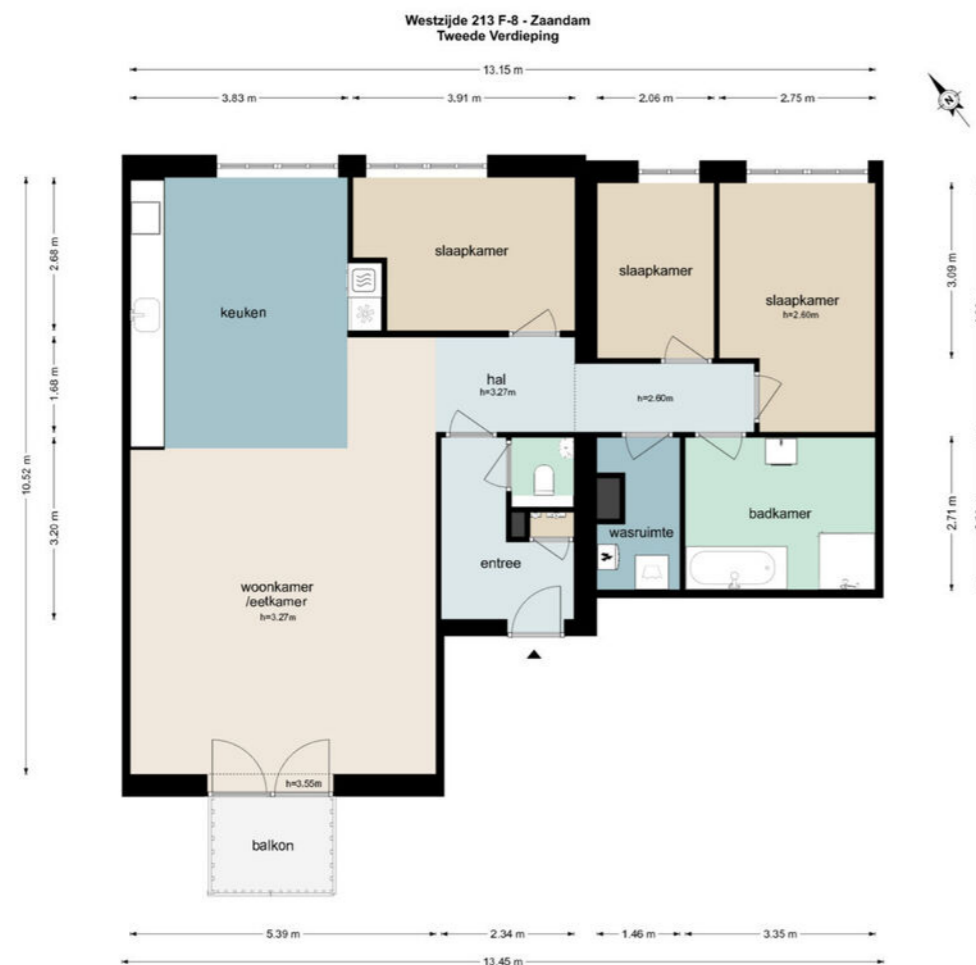 Westzijde 213 F-8 - Zaandam
Tweede Verdieping
13.15 m
3.83 m
3.91 m
2.06 m
2.75 m
N
10.52 m
2.68 m
1.68 m
3.20 m
3.09 m
2.71 m
keuken
slaapkamer
slaapkamer
slaapkamer
h=2.60m
hal
h=3.27m
h=2.60m
wasruimte
badkamer
entree
woonkamer
/eetkamer
h=3.27m
h=3.55m
balkon
5.39 m
2.34 m
1.46 m
3.35 m
13.45 m